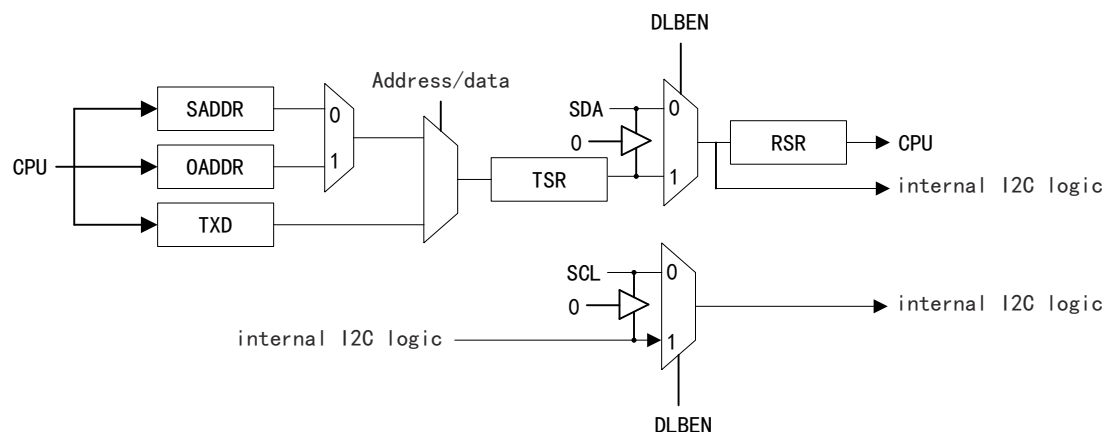 DLBEN
Address/data
SADDR
0
SDA
0
0
RSR
CPU
CPU
OADDR
1
TSR
1
internal I2C logic
TXD
SCL
0
0
internal I2C logic
internal I2C logic
1
DLBEN